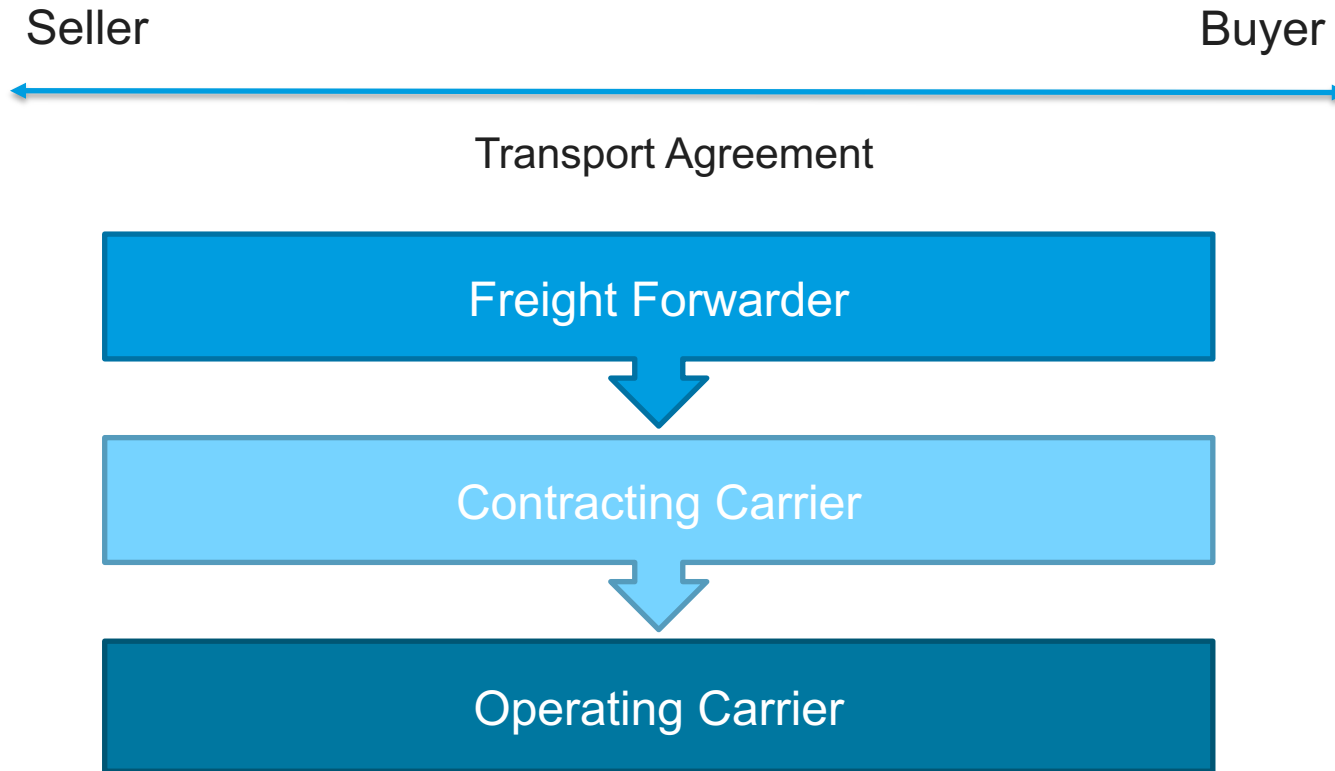 Seller
Buyer
Transport Agreement
Freight Forwarder
Contracting Carrier
Operating Carrier